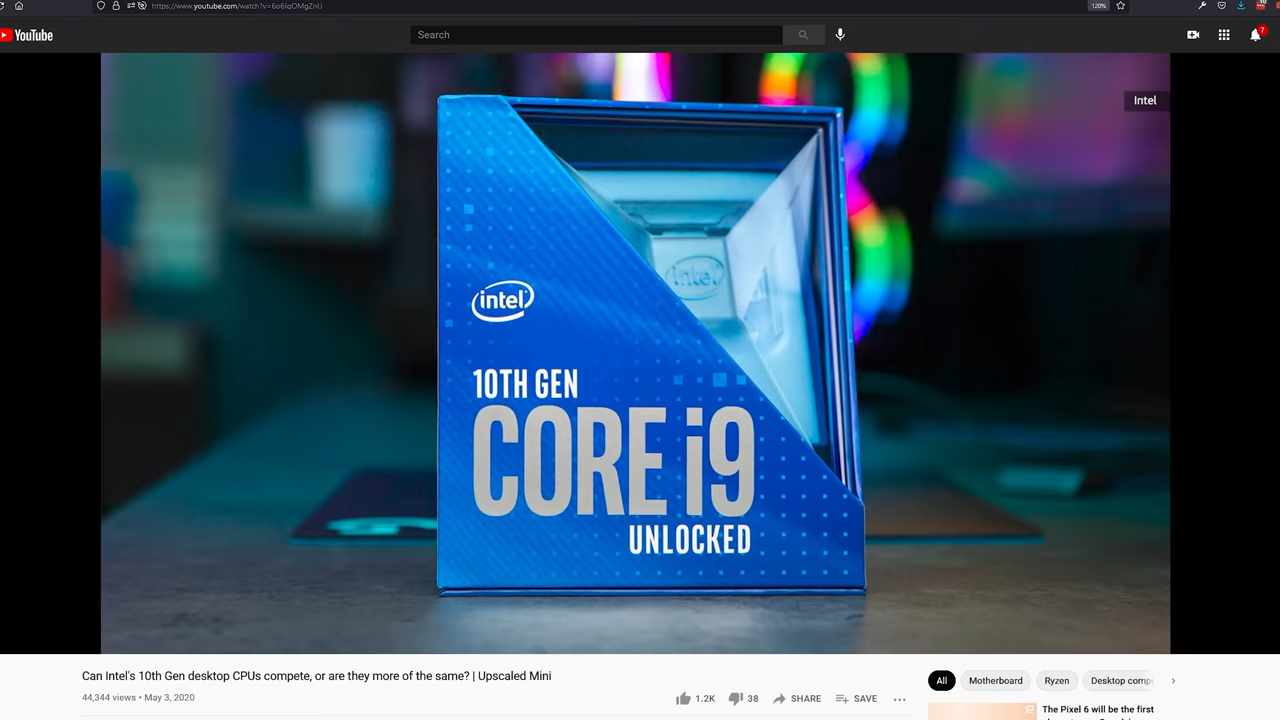 https://www.youtube.com/watch?v=6o6IqOMgZnU
120%
YouTube
Search
7
Intel
intel
intel
10TH GEN
CORE i9
UNLOCKED
Can Intel's 10th Gen desktop CPUs compete, or are they more of the same? | Upscaled Mini
44,344 views • May 3, 2020
1.2K
38
SHARE
SAVE
All
Motherboard
Ryzen
Desktop comp
The Pixel 6 will be the first